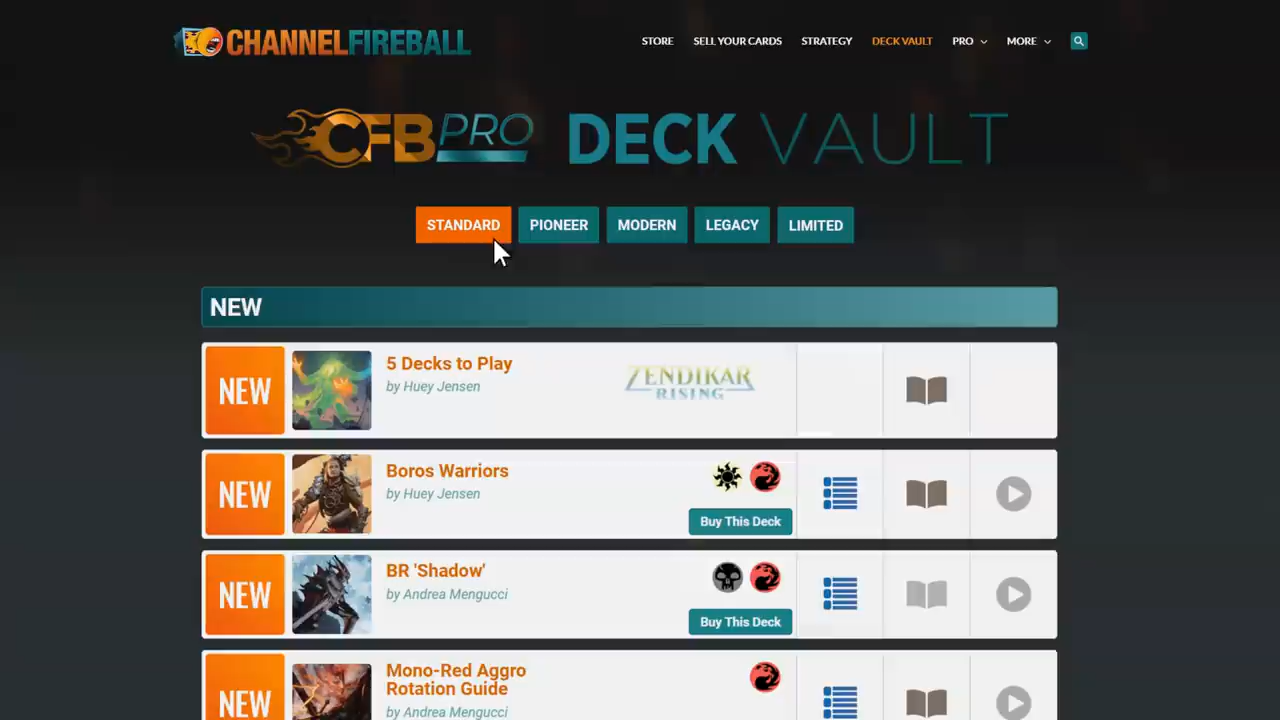 CHANNELFIREBALL
STORE SELL YOUR CARDS STRATEGY DECK VAULT PRO MORE
CFB PRO DECK VAULT
STANDARD PIONEER MODERN LEGACY LIMITED
NEW
NEW
5 Decks to Play
by Huey Jensen
ZENDIKAR
RISING
NEW
Boros Warriors
by Huey Jensen
Buy This Deck
NEW
BR 'Shadow'
by Andrea Mengucci
Buy This Deck
NEW
Mono-Red Aggro
Rotation Guide
by Andrea Mengucci